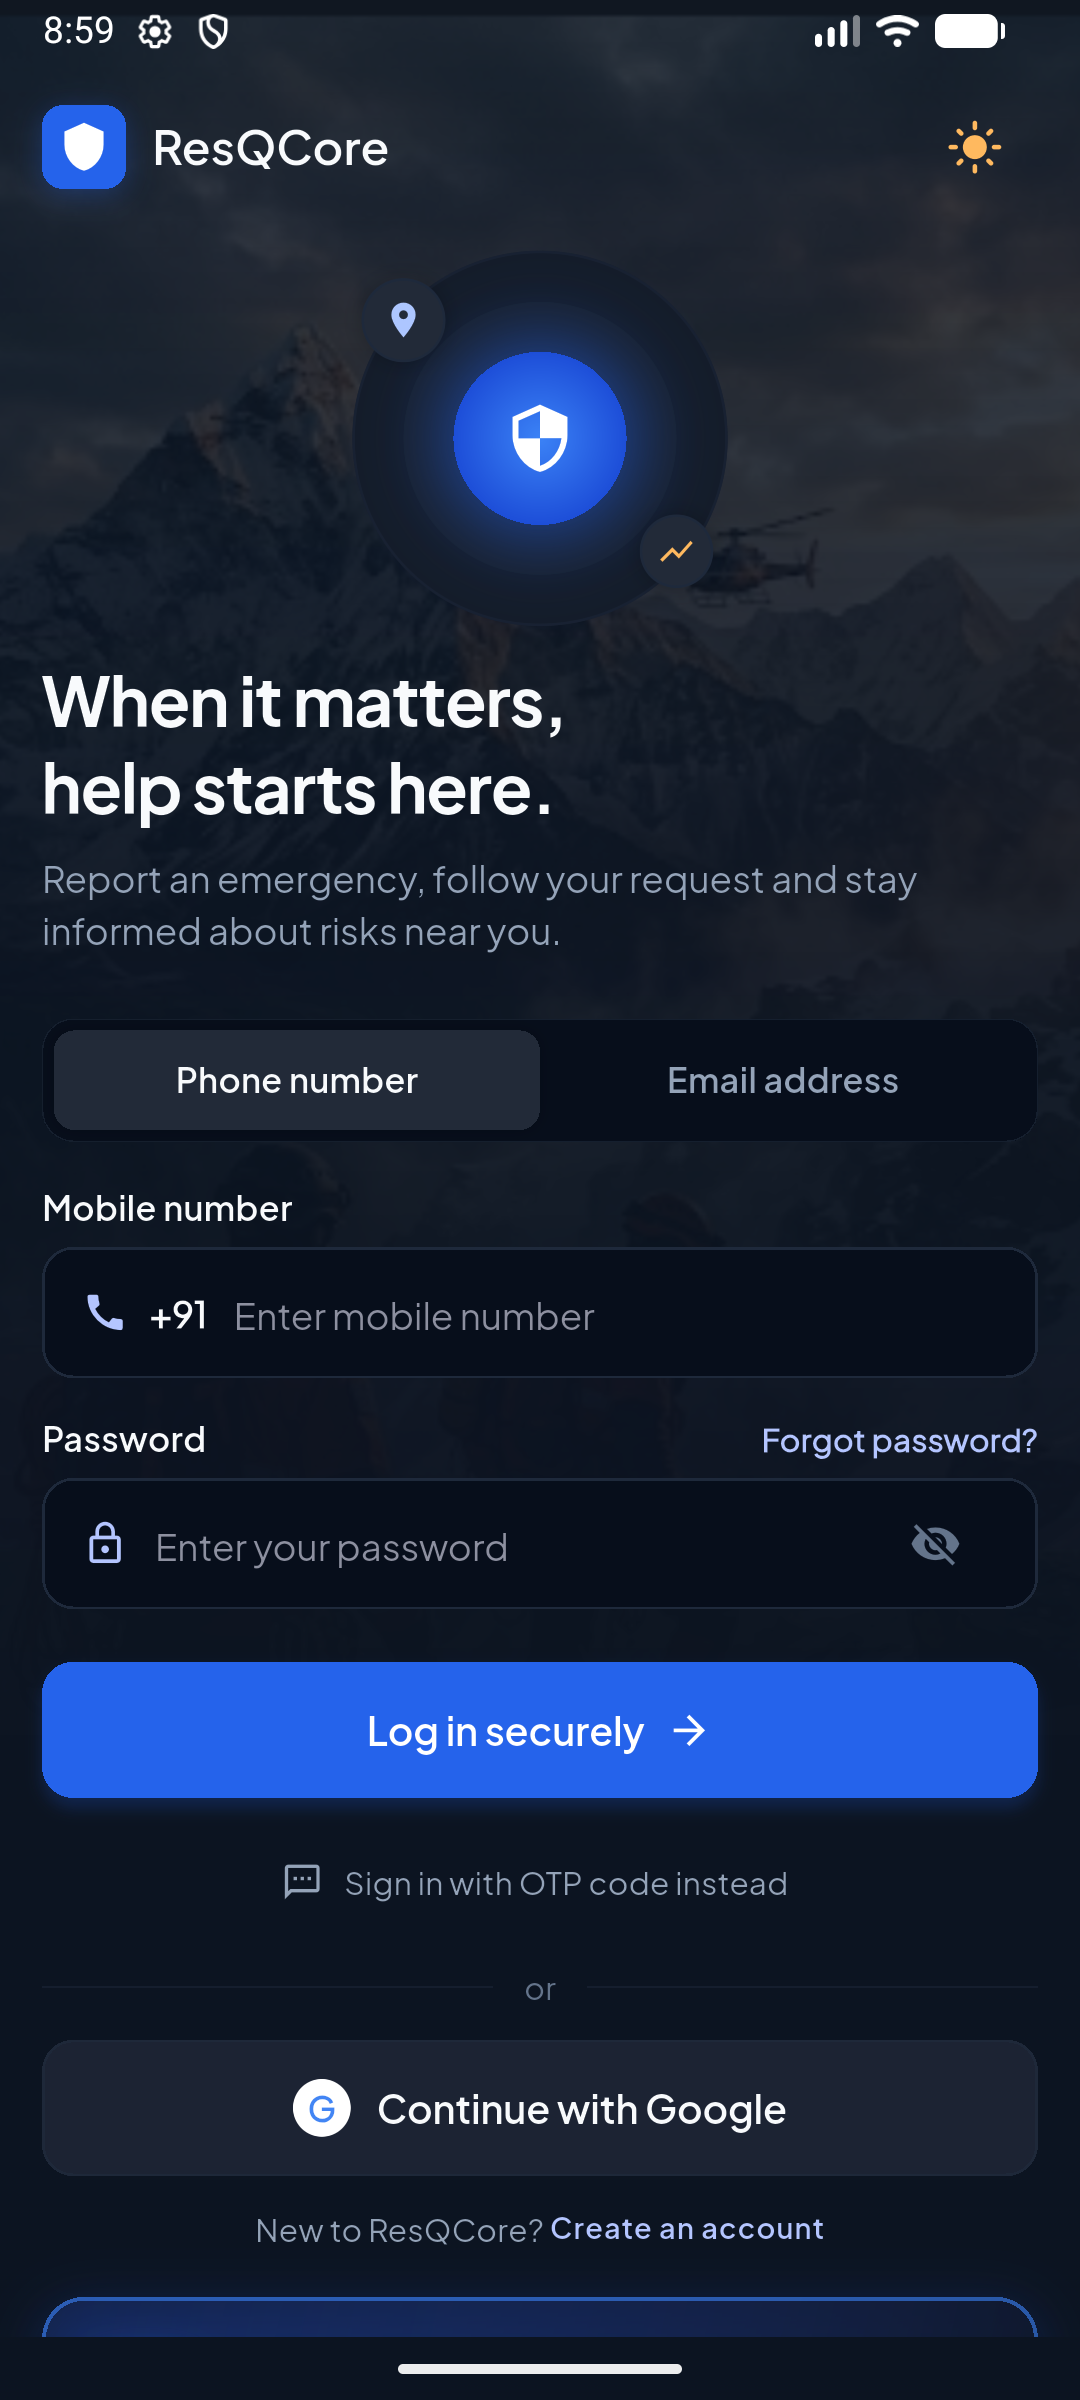 8:59
ResQCore
When it matters,
help starts here.
Report an emergency, follow your request and stay
informed about risks near you.
Phone number
Email address
Mobile number
+91 Enter mobile number
Password
Forgot password?
Enter your password
Log in securely
Sign in with OTP code instead
or
G Continue with Google
New to ResQCore? Create an account